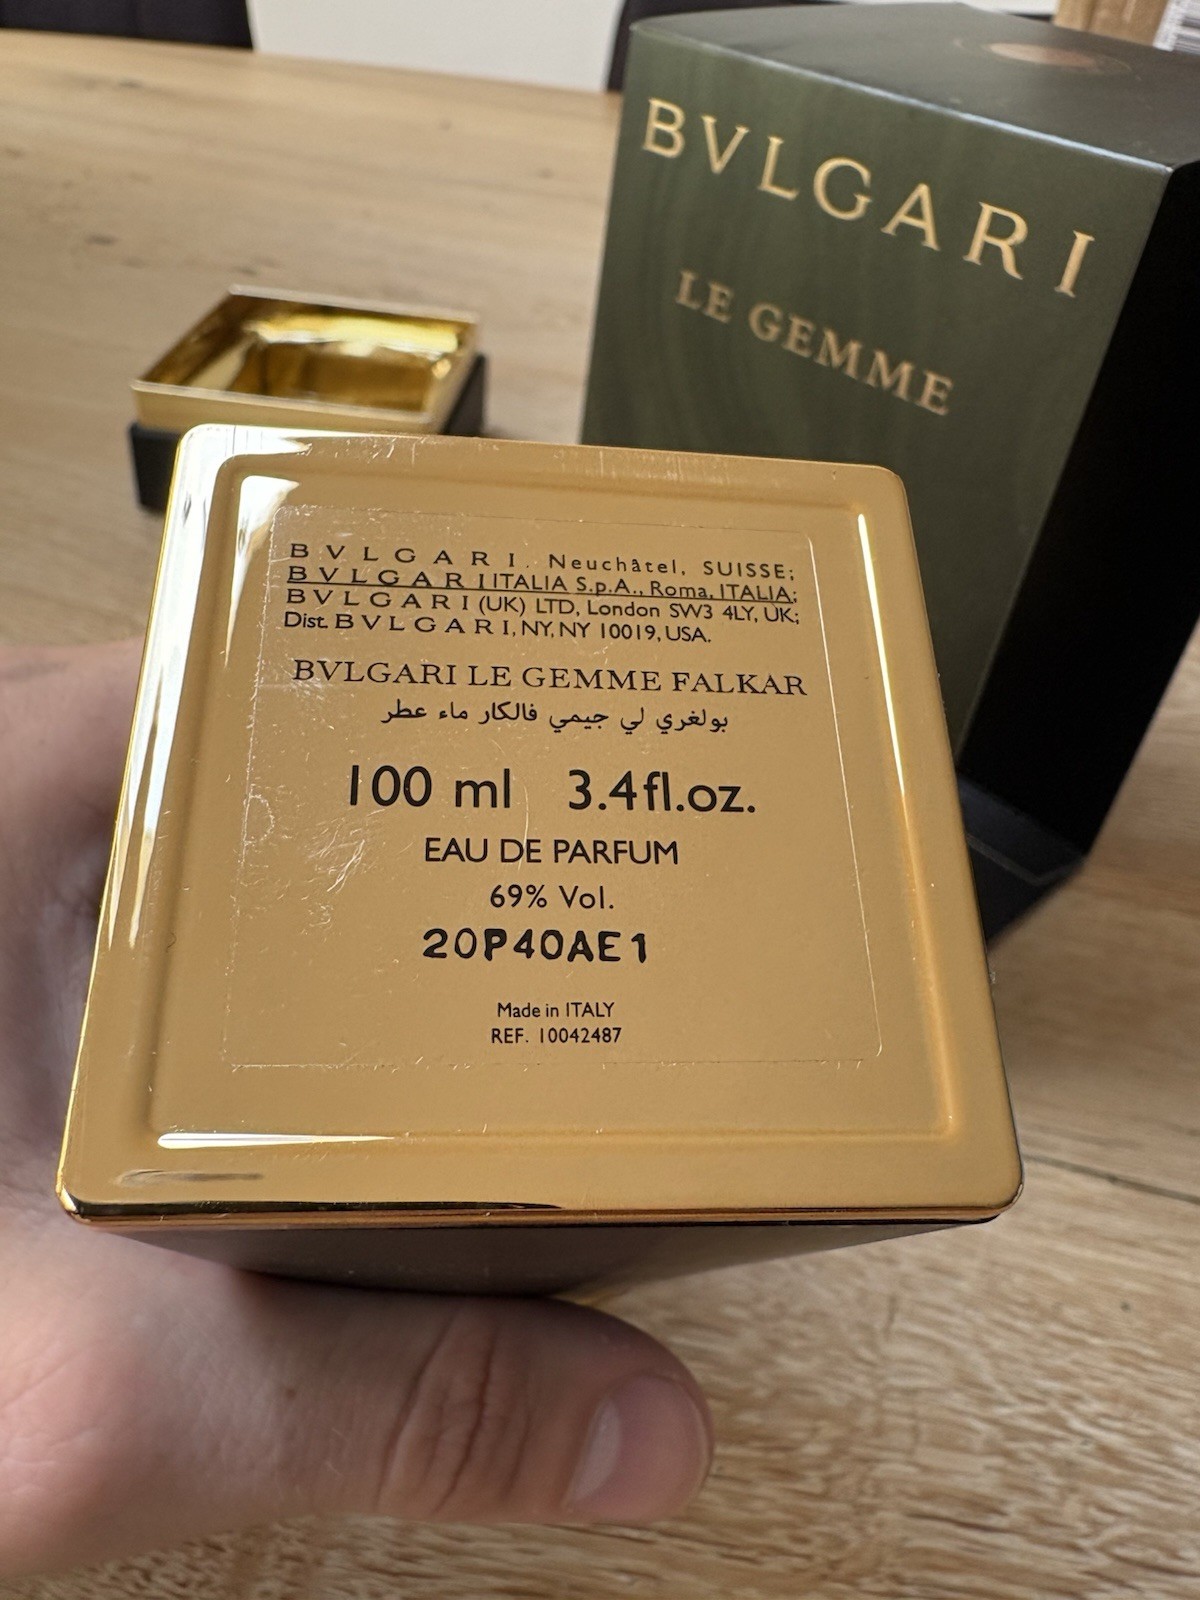 BVLGARI
LE GEMME
BVLGARI. Neuchâtel, SUISSE;
BVLGARI ITALIA S.p.A., Roma, ITALIA;
BVLGARI (UK) LTD, London SW3 4LY, UK;
Dist. BVLGARI, NY, NY 10019, USA.
BVLGARI LE GEMME FALKAR
بولغري لي جيمي فالكار ماء عطر
100 ml 3.4fl.oz.
EAU DE PARFUM
69% Vol.
20P40AE1
Made in ITALY
REF. 10042487